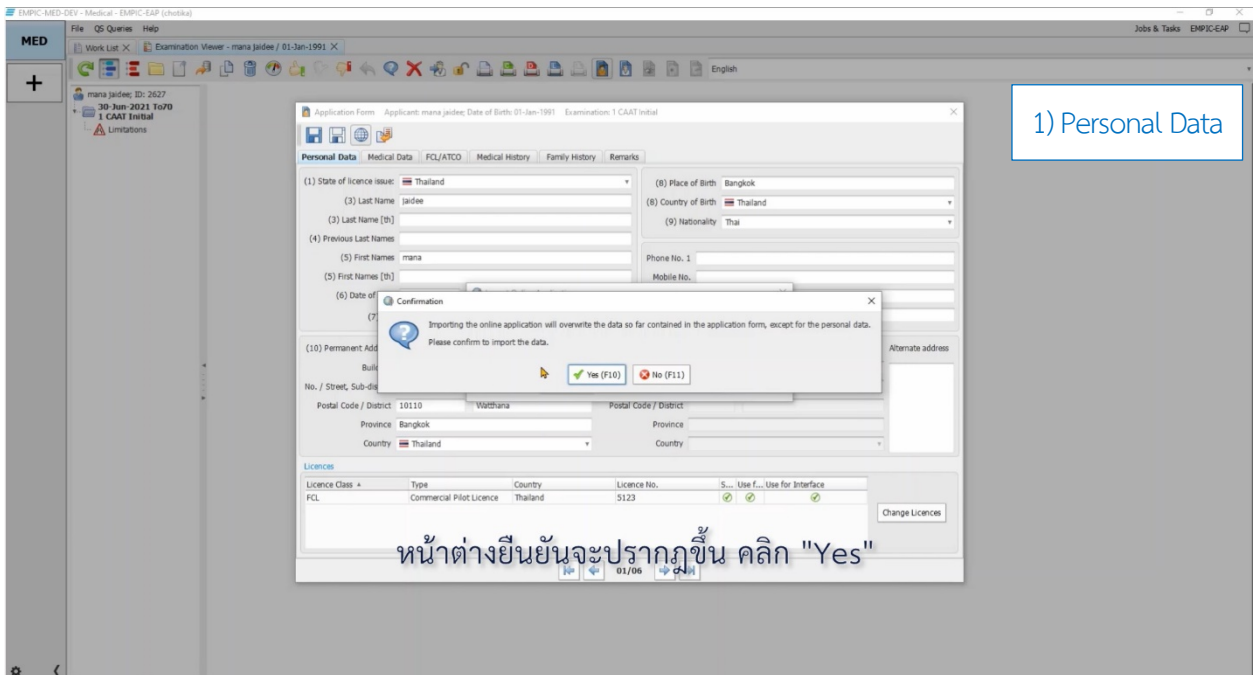 EMPIC-MED-DEV - Medical - EMPIC-EAP (chotika)
File QS Queries Help
Jobs & Tasks EMPIC-EAP
MED
Work List
Examination Viewer - mana jaidee / 01-Jan-1991
English
mana jaidee; ID: 2627
30-Jun-2021 To70
1 CAAT Initial
Limitations
1) Personal Data
Application Form Applicant: mana jaidee; Date of Birth: 01-Jan-1991 Examination: 1 CAAT Initial
Personal Data Medical Data FCL/ATCO Medical History Family History Remarks
(1) State of licence issue: Thailand
(8) Place of Birth Bangkok
(3) Last Name jaidee
(8) Country of Birth Thailand
(3) Last Name [th]
(9) Nationality Thai
(4) Previous Last Names
(5) First Names mana
Phone No. 1
(5) First Names [th]
Mobile No.
(6) Date of
(7
Confirmation
Importing the online application will overwrite the data so far contained in the application form, except for the personal data.
Please confirm to import the data.
Yes (F10) No (F11)
(10) Permanent Add
Alternate address
Buil
No. / Street, Sub-dis
Postal Code / District 10110 Watthana
Postal Code / District
Province Bangkok
Province
Country Thailand
Country
Licences
Licence Class Type Country Licence No. S... Use f... Use for Interface
FCL Commercial Pilot Licence Thailand 5123
Change Licences
หน้าต่างยืนยันจะปรากฏขึ้น คลิก "Yes"
01/06